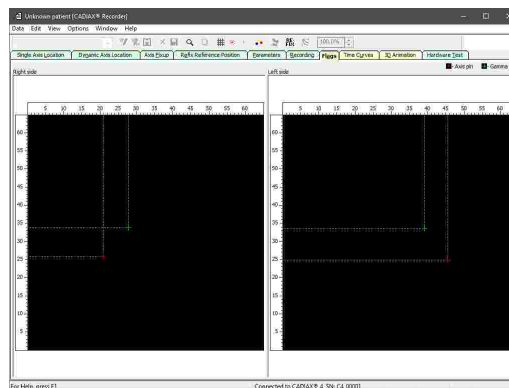 Unknown patient [CADIAX® Recorder]
Data Edit View Options Window Help
100.0%
Single Axis Location Dynamic Axis Location Axis Pickup Refix Reference Position Parameters Recording Flags Time Curves 3D Animation Hardware Test
Axis pin Gamma
Right side Left side
5 10 15 20 25 30 35 40 45 50 55 60 5 10 15 20 25 30 35 40 45 50 55 60
60 60
55 55
50 50
45 45
40 40
35 35
30 30
25 25
20 20
15 15
10 10
5 5
For Help, press F1 Connected to CADIAX® 4, SN: C4_00001